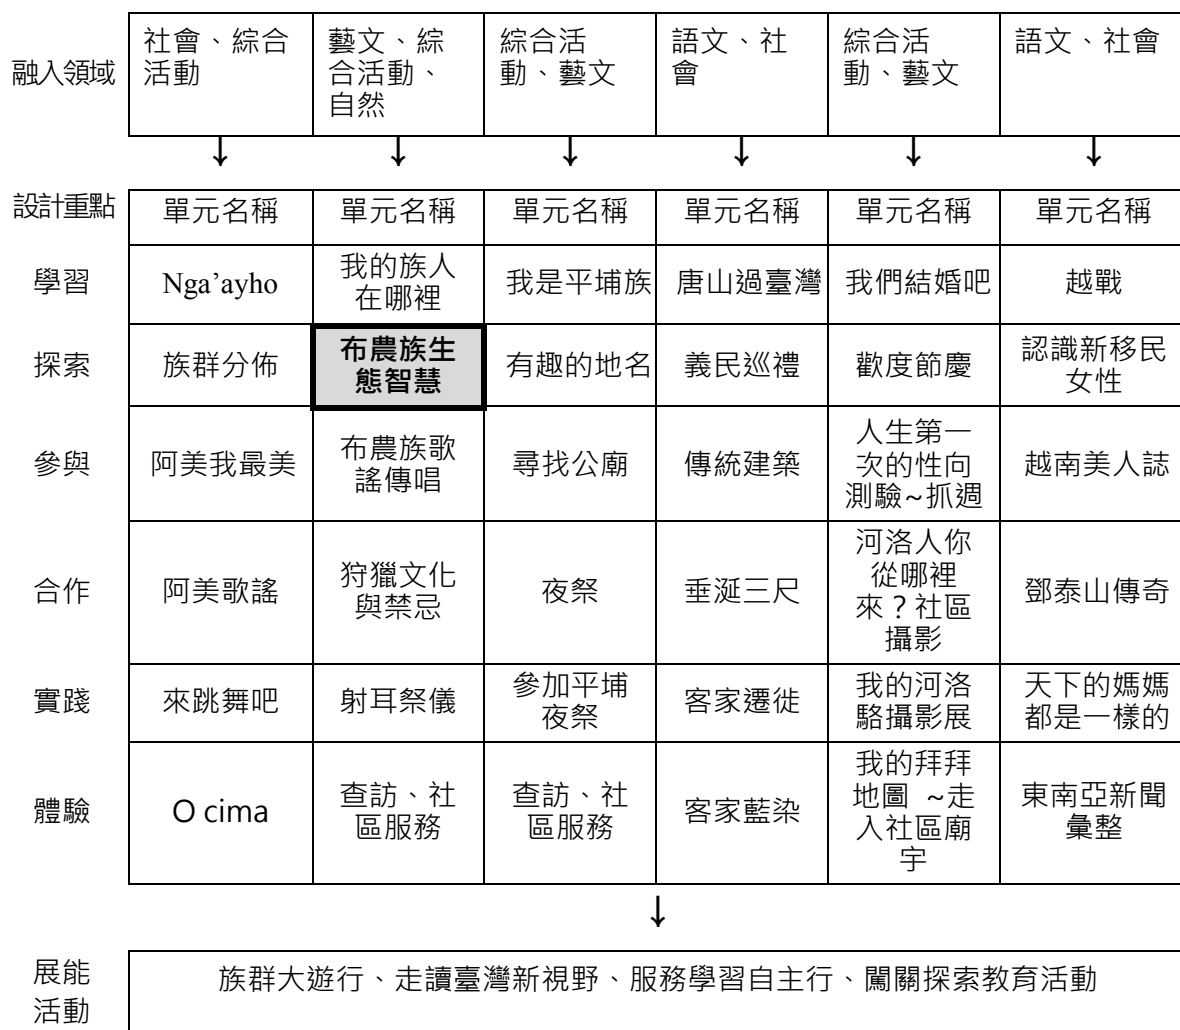 融入領域
社會、綜合
活動
藝文、綜
合活動、
自然
綜合活
動、藝文
語文、社
會
綜合活
動、藝文
語文、社會
↓ ↓ ↓ ↓ ↓ ↓
設計重點
單元名稱
單元名稱
單元名稱
單元名稱
單元名稱
單元名稱
學習
Nga’ayho
我的族人
在哪裡
我是平埔族
唐山過臺灣
我們結婚吧
越戰
探索
族群分佈
布農族生
態智慧
有趣的地名
義民巡禮
歡度節慶
認識新移民
女性
參與
阿美我最美
布農族歌
謠傳唱
尋找公廟
傳統建築
人生第一
次的性向
測驗~抓週
越南美人誌
合作
阿美歌謠
狩獵文化
與禁忌
夜祭
垂涎三尺
河洛人你
從哪裡
來？社區
攝影
鄧泰山傳奇
實踐
來跳舞吧
射耳祭儀
參加平埔
夜祭
客家遷徙
我的河洛
駱攝影展
天下的媽媽
都是一樣的
體驗
O cima
查訪、社
區服務
查訪、社
區服務
客家藍染
我的拜拜
地圖 ~走
入社區廟
宇
東南亞新聞
彙整
↓
展能
活動
族群大遊行、走讀臺灣新視野、服務學習自主行、闖關探索教育活動